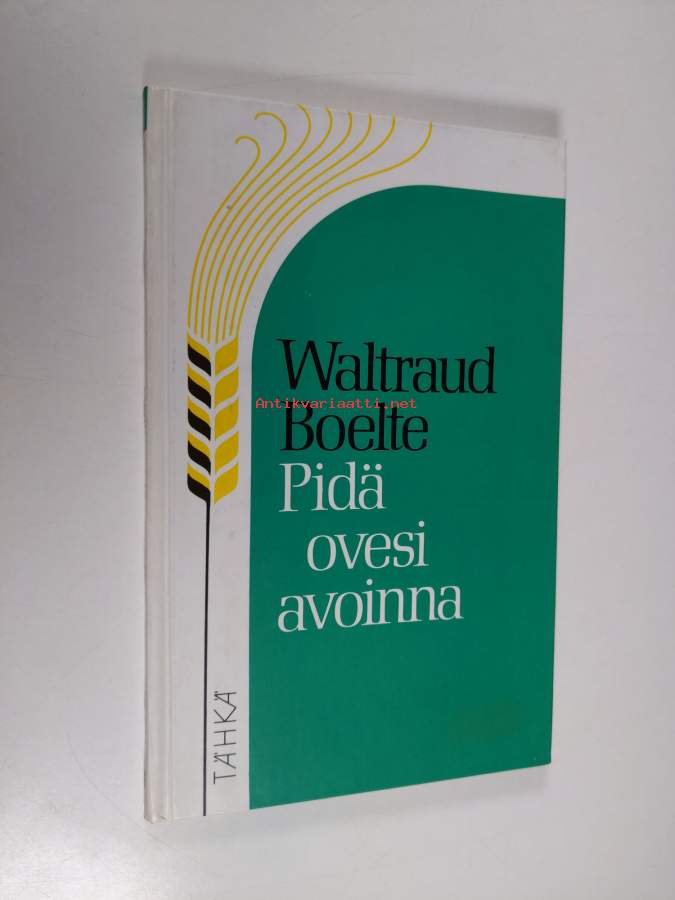 Waltraud
Antikvariaatti.net
Boelte
Pidä
ovesi
avoinna
TÄHKÄ